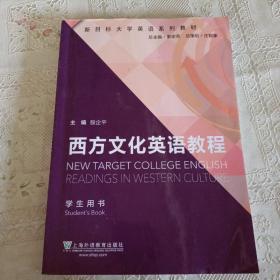 新目标大学英语系列教材
主编
西方文化英语教程
NEW TARGET COLLEGE ENGLISH
READINGS IN WESTERN CULTURE
学生用书
Student's Book
上海外语教育出版社